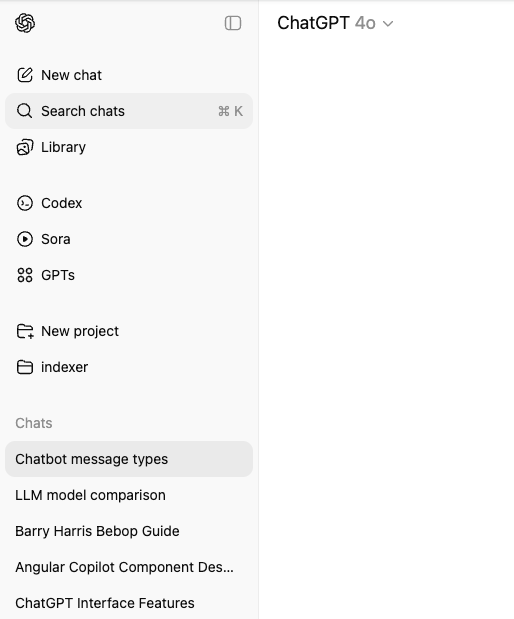 ChatGPT 4o
New chat
Search chats ⌘ K
Library
Codex
Sora
GPTs
New project
indexer
Chats
Chatbot message types
LLM model comparison
Barry Harris Bebop Guide
Angular Copilot Component Des...
ChatGPT Interface Features